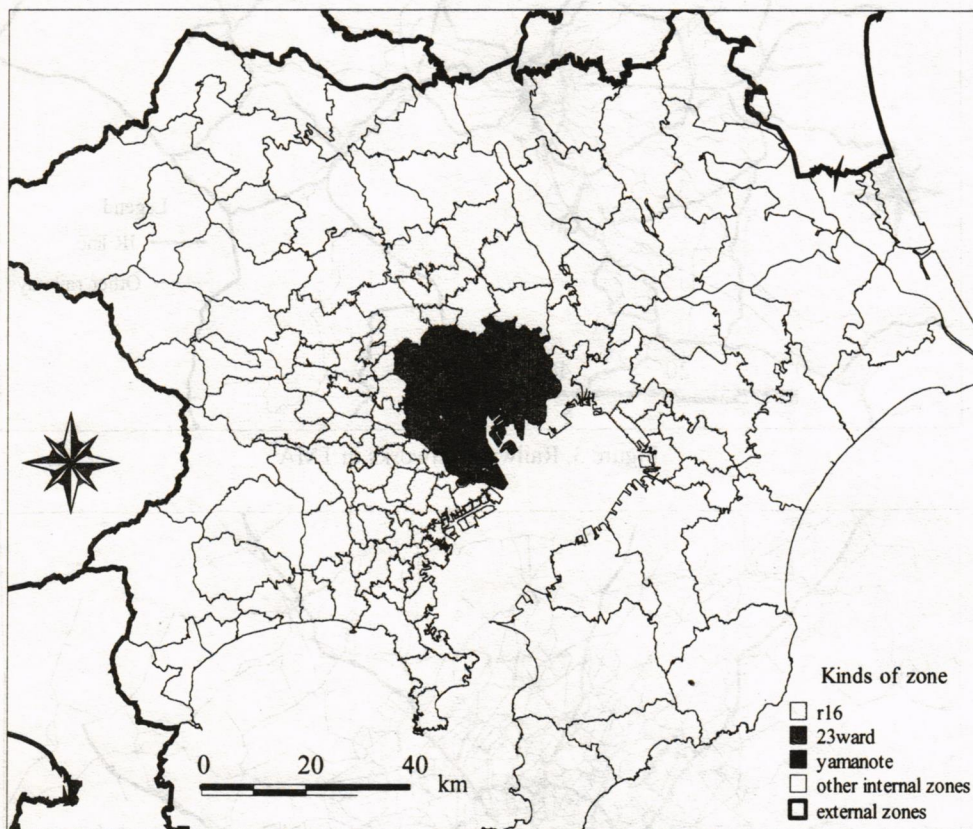 0 20 40
km
Kinds of zone
r16
23ward
yamanote
other internal zones
external zones